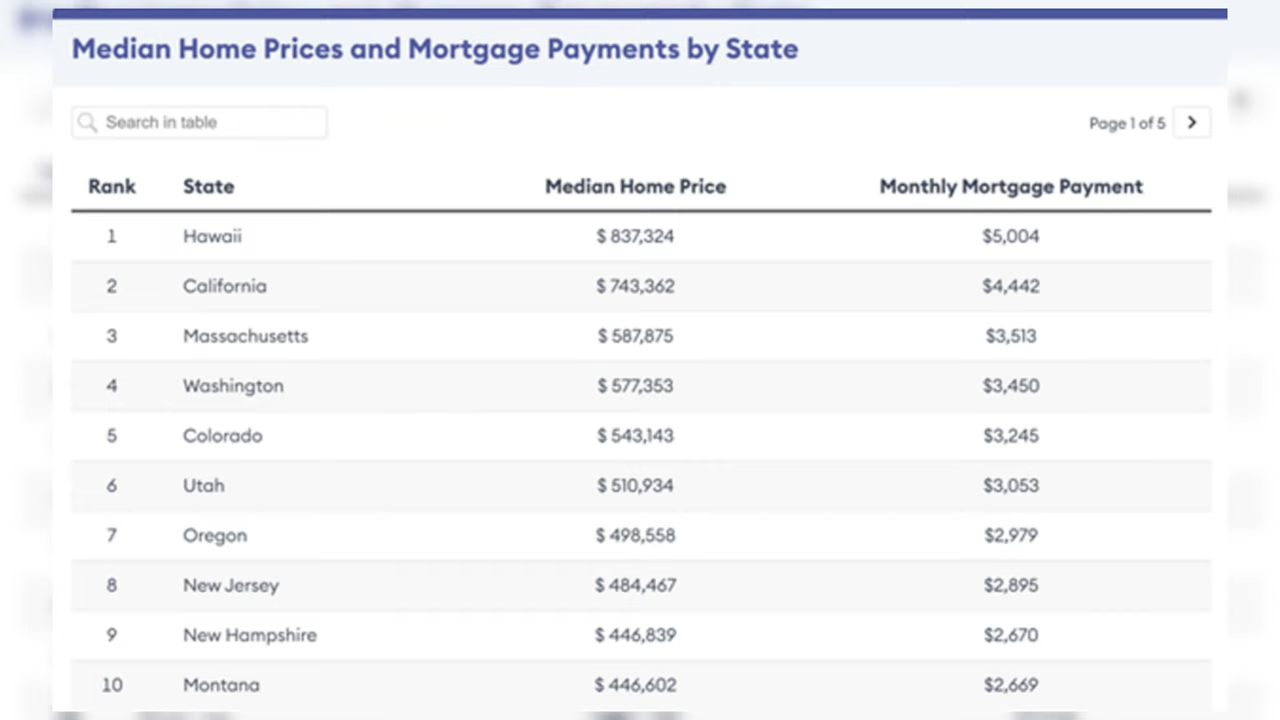 Median Home Prices and Mortgage Payments by State
Search in table
Page 1 of 5 >
Rank State Median Home Price Monthly Mortgage Payment
1 Hawaii $ 837,324 $5,004
2 California $ 743,362 $4,442
3 Massachusetts $ 587,875 $3,513
4 Washington $ 577,353 $3,450
5 Colorado $ 543,143 $3,245
6 Utah $ 510,934 $3,053
7 Oregon $ 498,558 $2,979
8 New Jersey $ 484,467 $2,895
9 New Hampshire $ 446,839 $2,670
10 Montana $ 446,602 $2,669